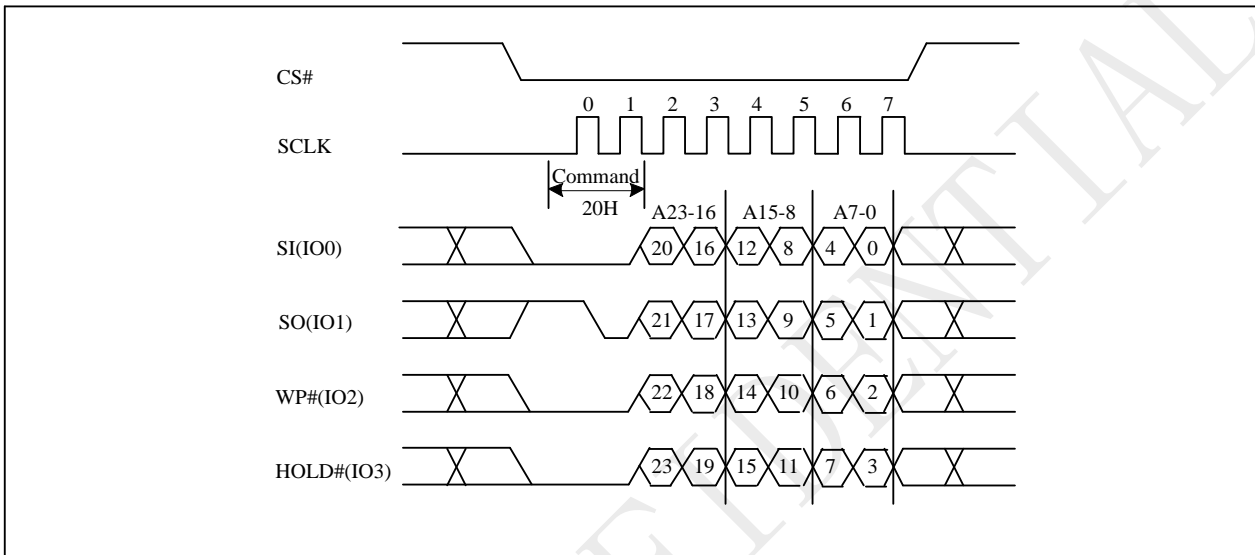 CS#
0 1 2 3 4 5 6 7
SCLK
Command
20H
A23-16 A15-8 A7-0
SI(IO0) 20 16 12 8 4 0
SO(IO1) 21 17 13 9 5 1
WP#(IO2) 22 18 14 10 6 2
HOLD#(IO3) 23 19 15 11 7 3